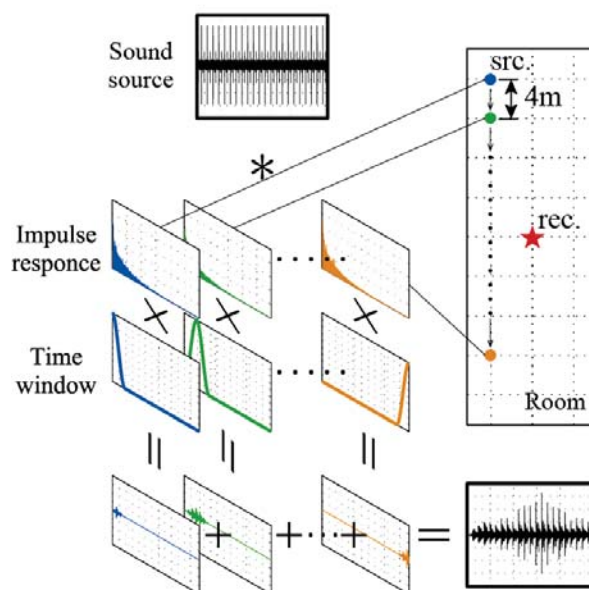 Sound
source
src.
4m
*
Impulse
responce
rec.
× × ×
Time
window
Room
= = =
+ + ··· + =